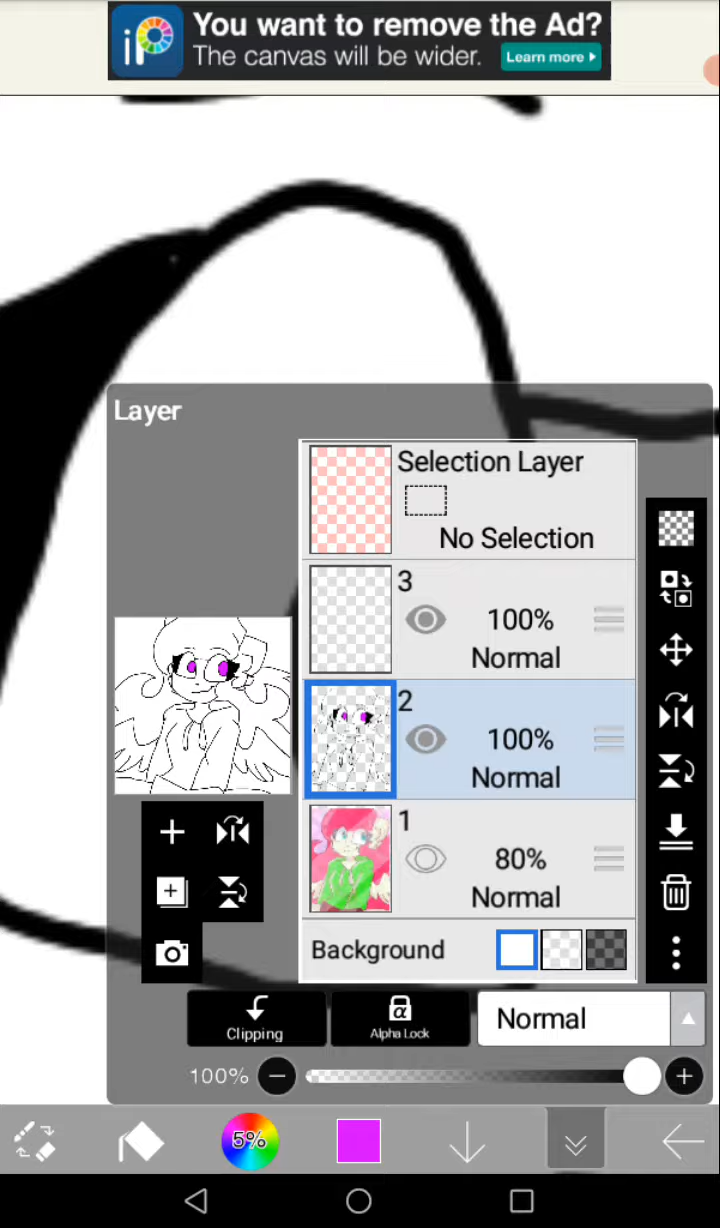 iP
You want to remove the Ad?
The canvas will be wider.
Learn more
Layer
Selection Layer
No Selection
3
100%
Normal
2
100%
Normal
1
80%
Normal
Background
Clipping
α
Alpha Lock
Normal
100%
5%